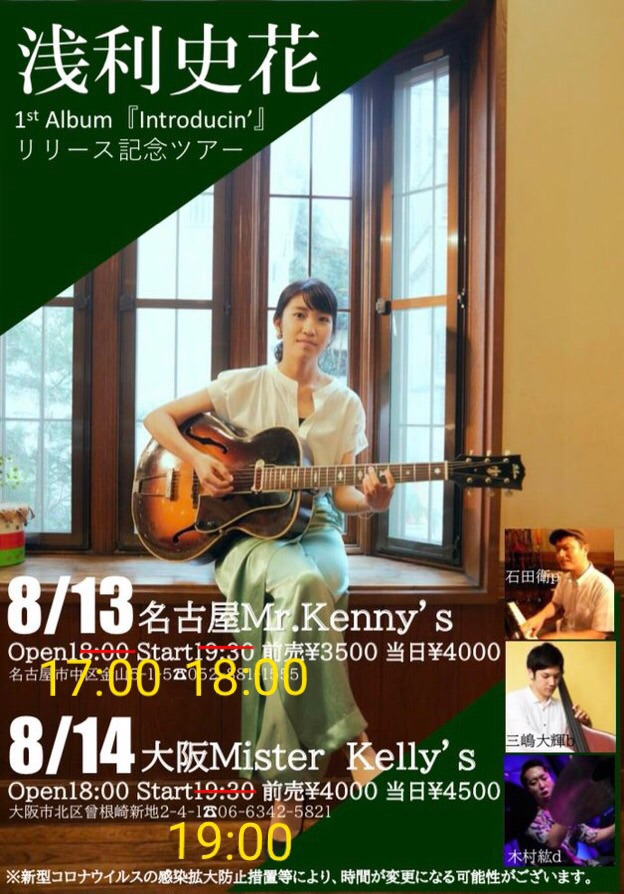 浅利史花
1st Album『Introducin’』
リリース記念ツアー
石田衛p
8/13 名古屋Mr.Kenny’s
Open18:00 Start19:30 前売¥3500 当日¥4000
17:00 18:00
三嶋大輝b
8/14 大阪Mister Kelly’s
Open18:00 Start19:30 前売¥4000 当日¥4500
大阪市北区曾根崎新地2-4-1☎06-6342-5821
19:00
木村紘d
※新型コロナウイルスの感染拡大防止措置等により、時間が変更になる可能性がございます。